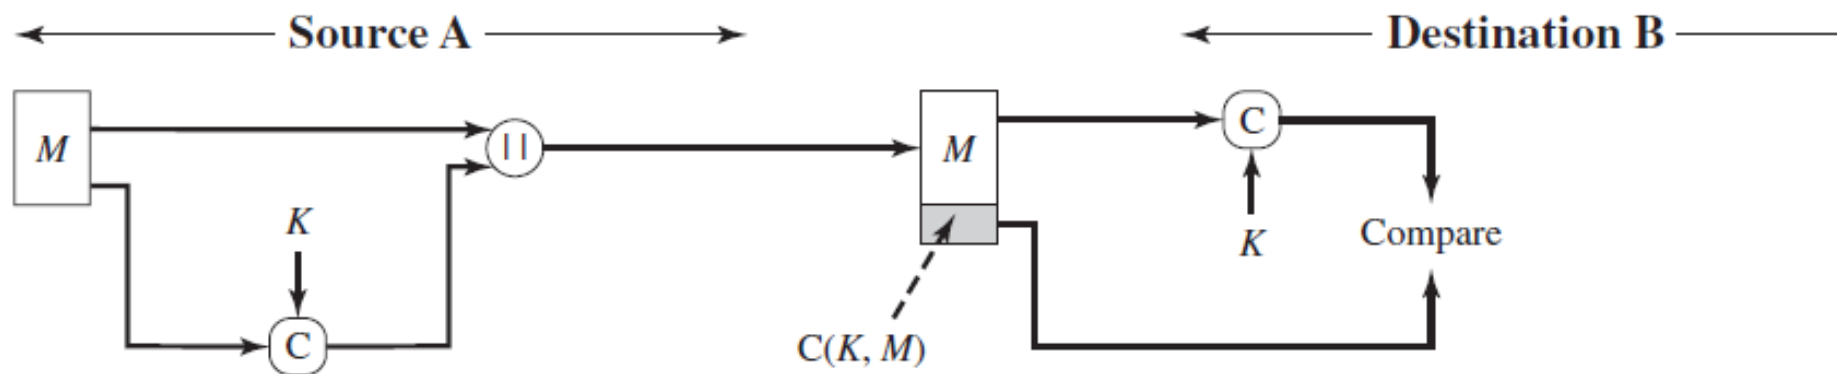 Source A
Destination B
M
K
C
||
M
C(K, M)
C
K
Compare